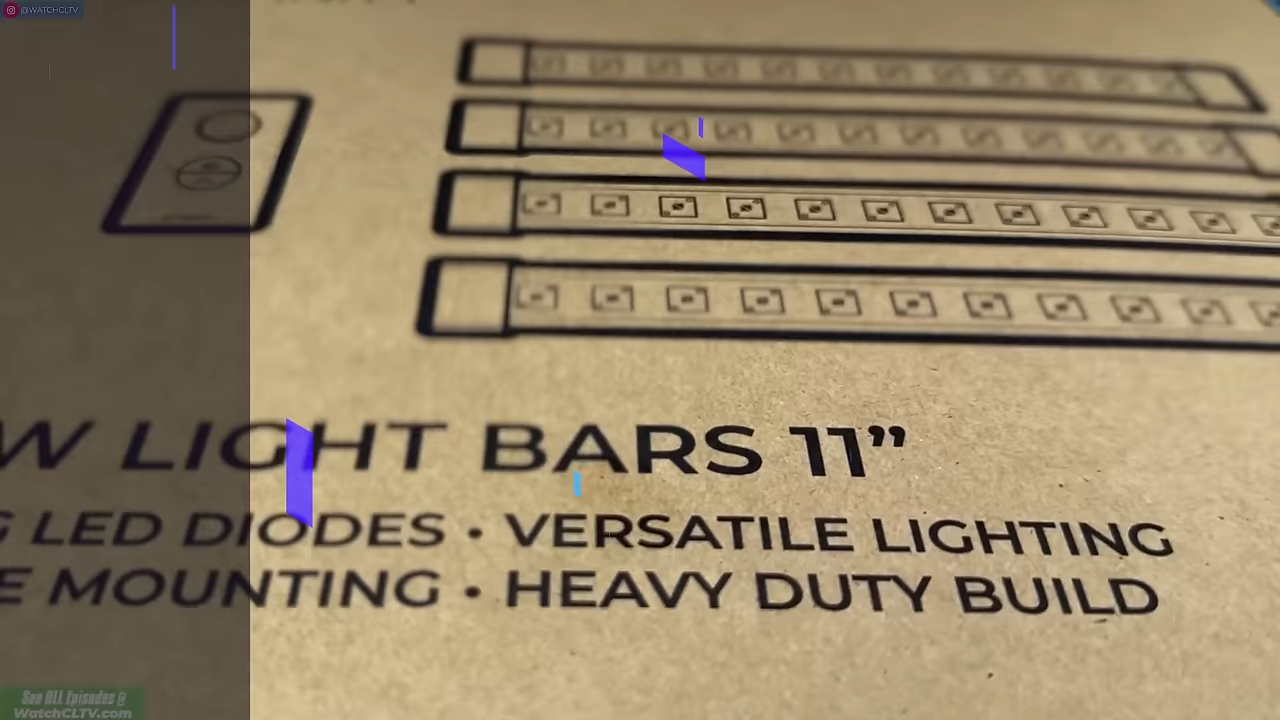 @WATCHCLTV
W LIGHT BARS 11”
G LED DIODES • VERSATILE LIGHTING
E MOUNTING • HEAVY DUTY BUILD
See ALL Episodes @
WatchCLTV.com